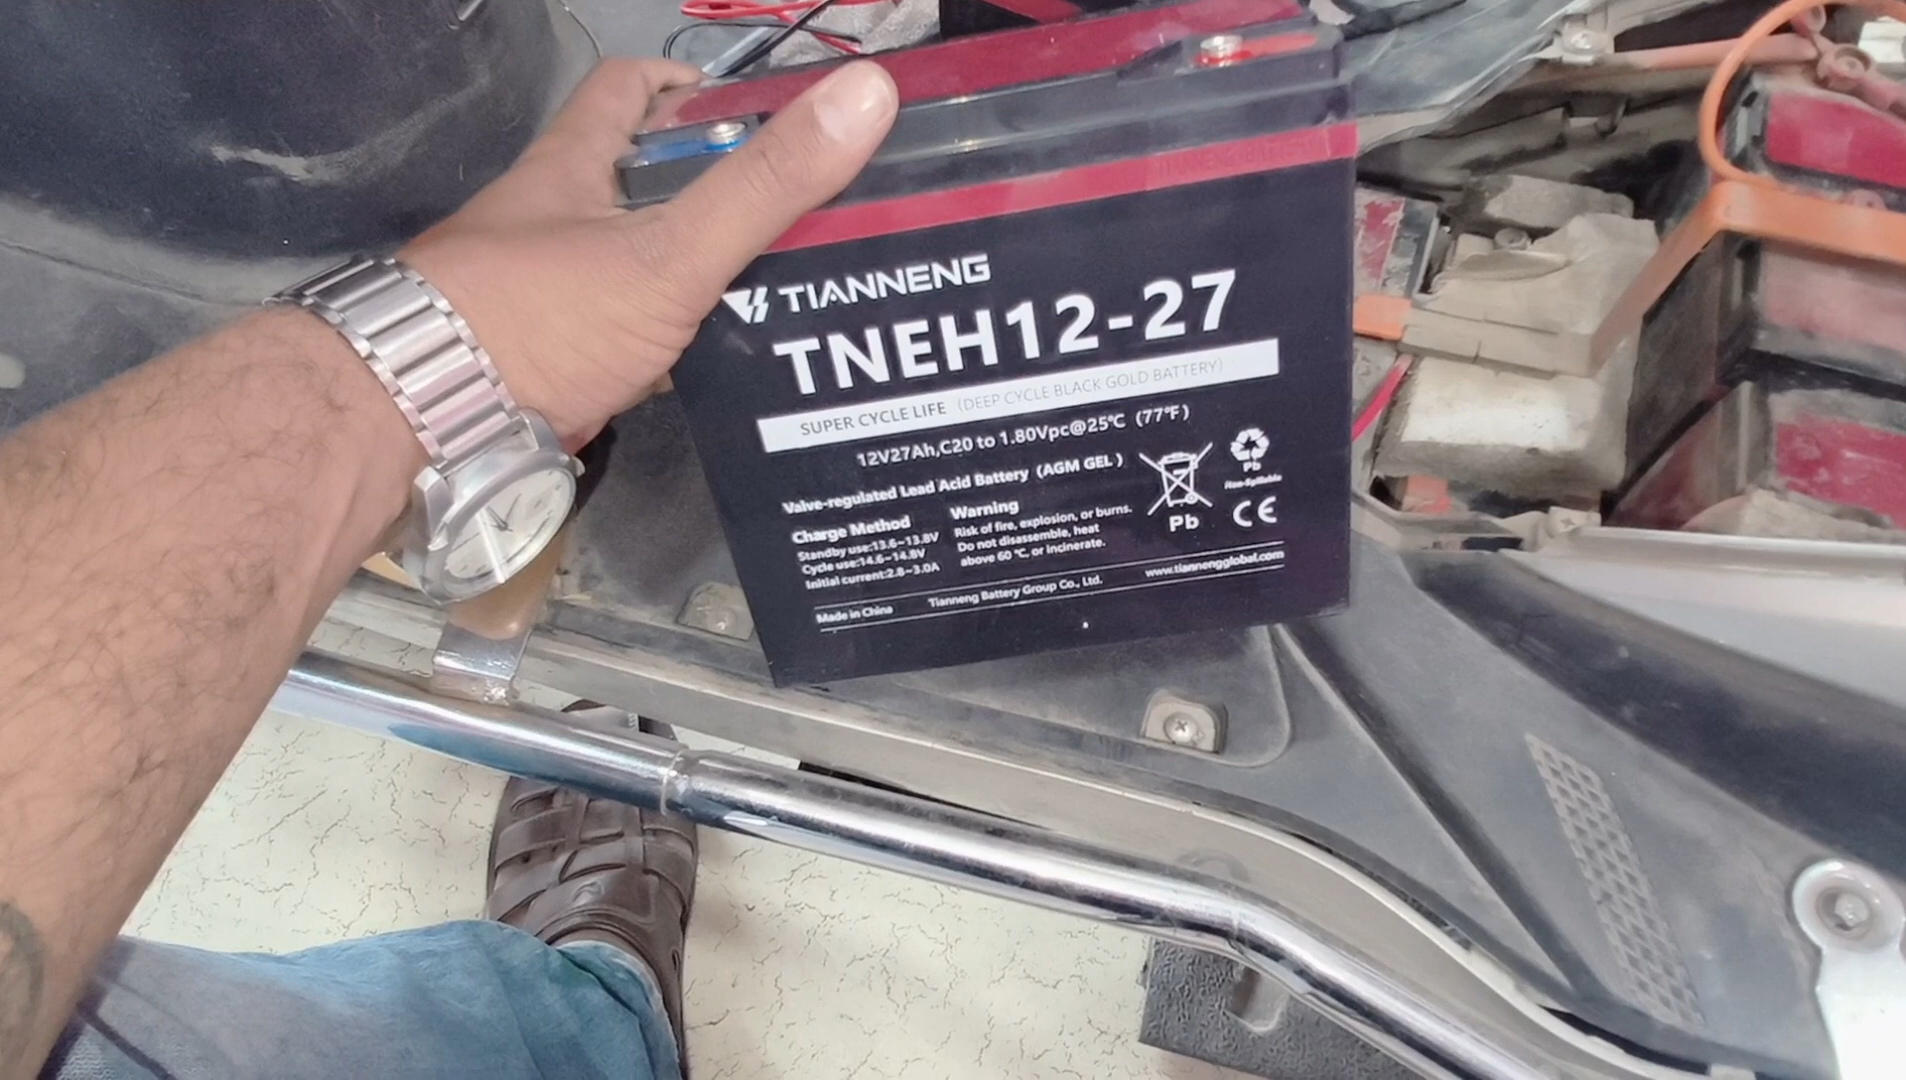 TIANNENG
TNEH12-27
SUPER CYCLE LIFE (DEEP CYCLE BLACK GOLD BATTERY)
12V27Ah,C20 to 1.80Vpc@25℃ (77℉)
Valve-regulated Lead Acid Battery (AGM GEL)
Charge Method
Standby use:13.6~13.8V
Cycle use:14.6~14.8V
Initial current:2.8~3.0A
Warning
Risk of fire, explosion, or burns.
Do not disassemble, heat
above 60 ℃, or incinerate.
Pb
Pb
Non-Spillable
CE
Made in China
Tianneng Battery Group Co., Ltd.
www.tiannengglobal.com